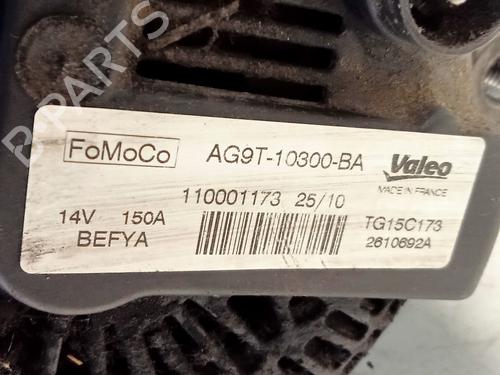 B-PARTS
FoMoCo AG9T-10300-BA Valeo
MADE IN FRANCE
110001173 25/10
14V 150A TG15C173
BEFYA 2610692A